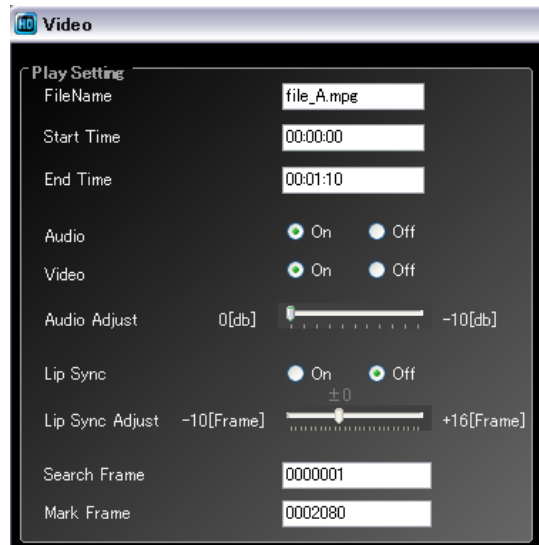 HD Video
Play Setting
FileName file_A.mpg
Start Time 00:00:00
End Time 00:01:10
Audio On Off
Video On Off
Audio Adjust 0[db] -10[db]
Lip Sync On Off
±0
Lip Sync Adjust -10[Frame] +16[Frame]
Search Frame 0000001
Mark Frame 0002080